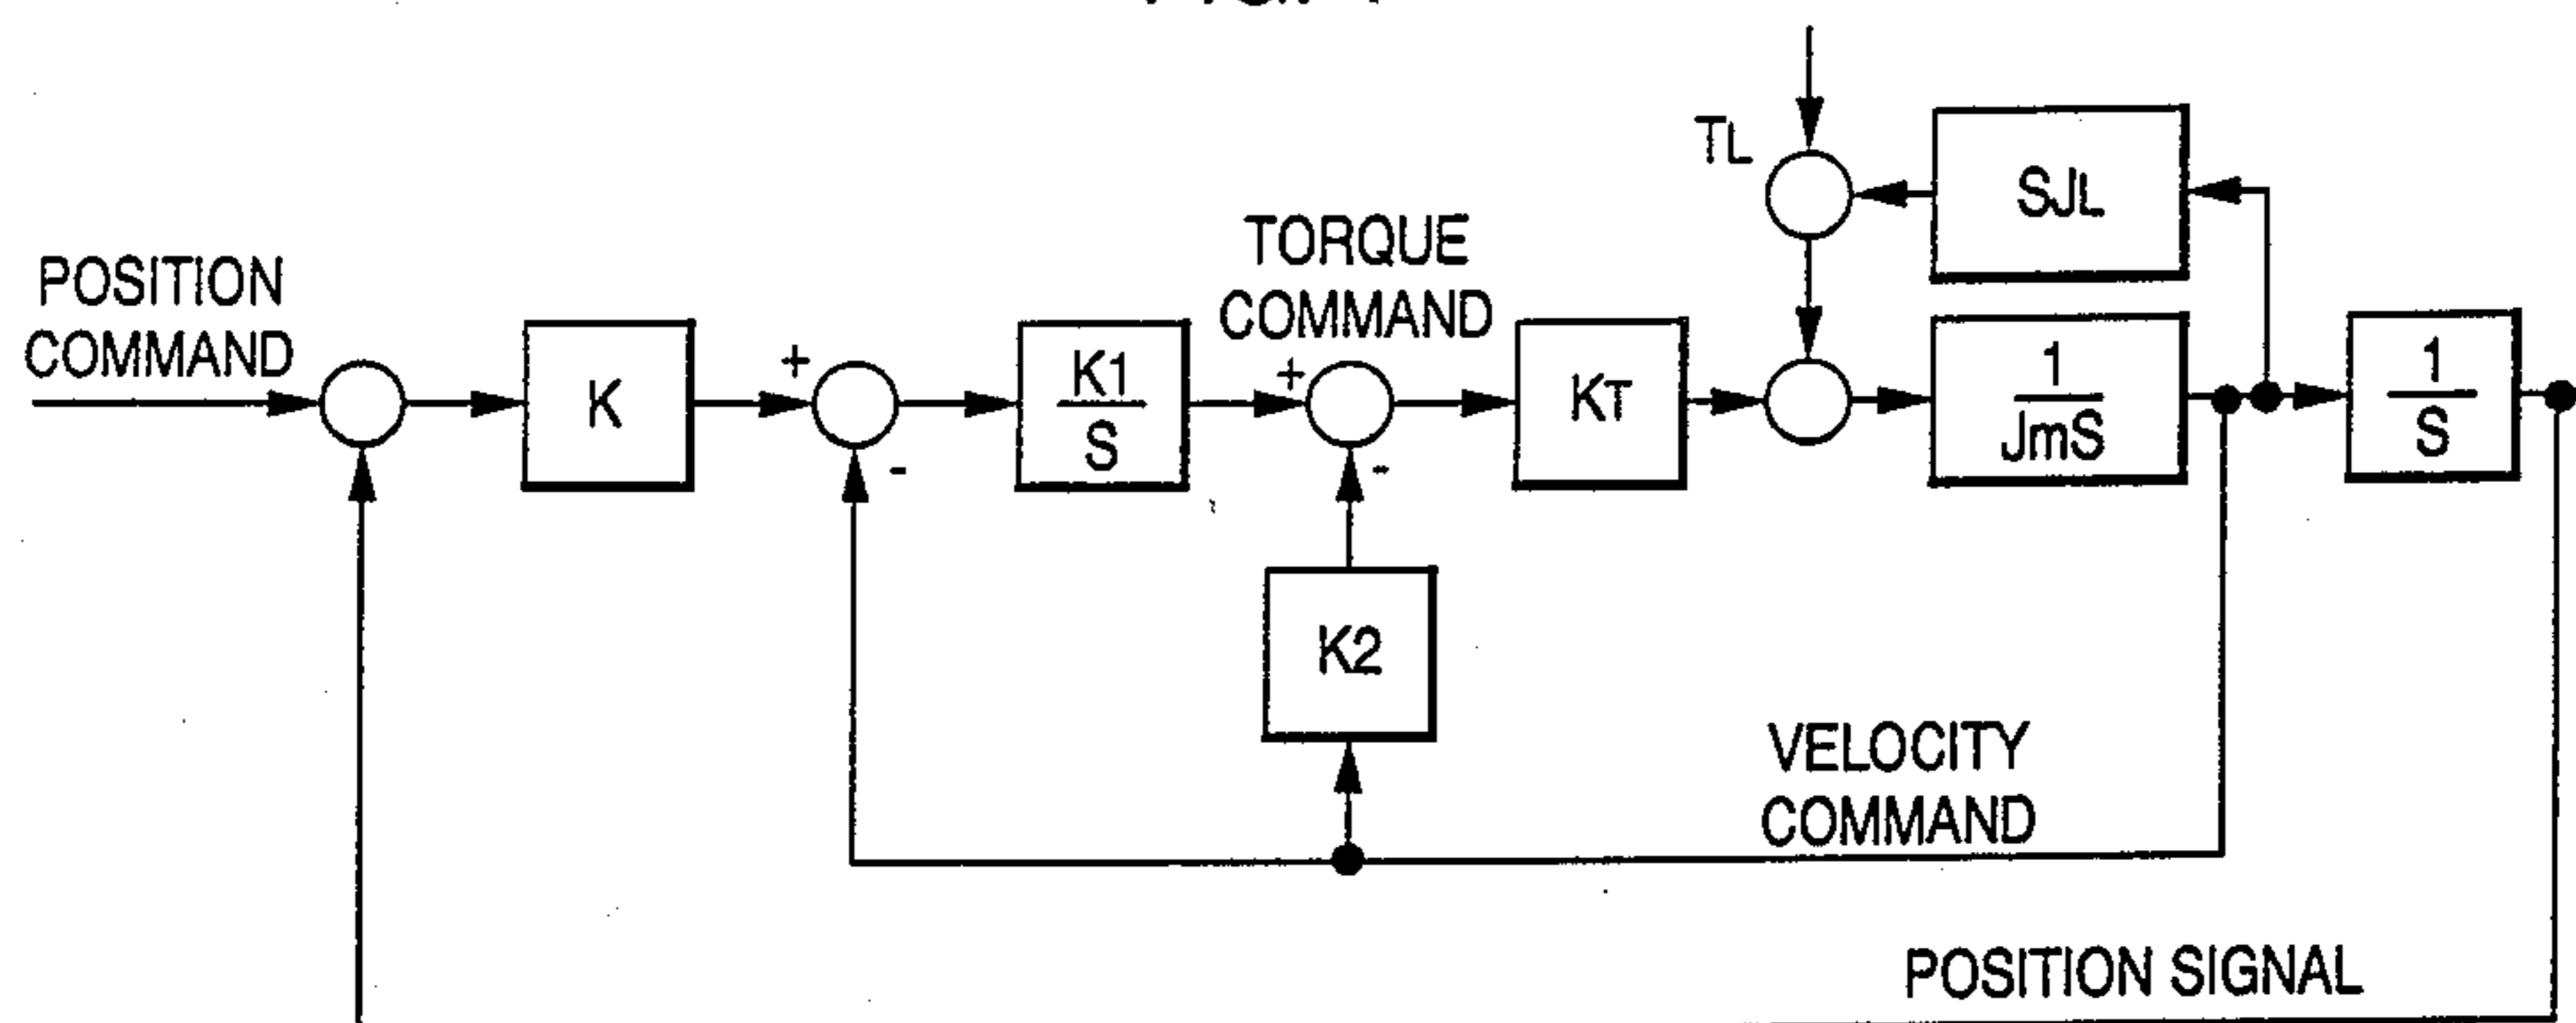 POSITION
COMMAND
K
+
-
K1
S
TORQUE
COMMAND
+
-
K2
KT
TL
SJL
1
JmS
1
S
VELOCITY
COMMAND
POSITION SIGNAL